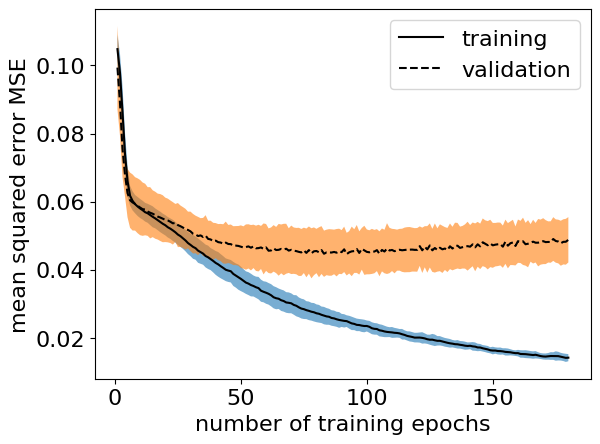 training
validation
0.10
0.08
0.06
0.04
0.02
mean squared error MSE
0
50
100
150
number of training epochs